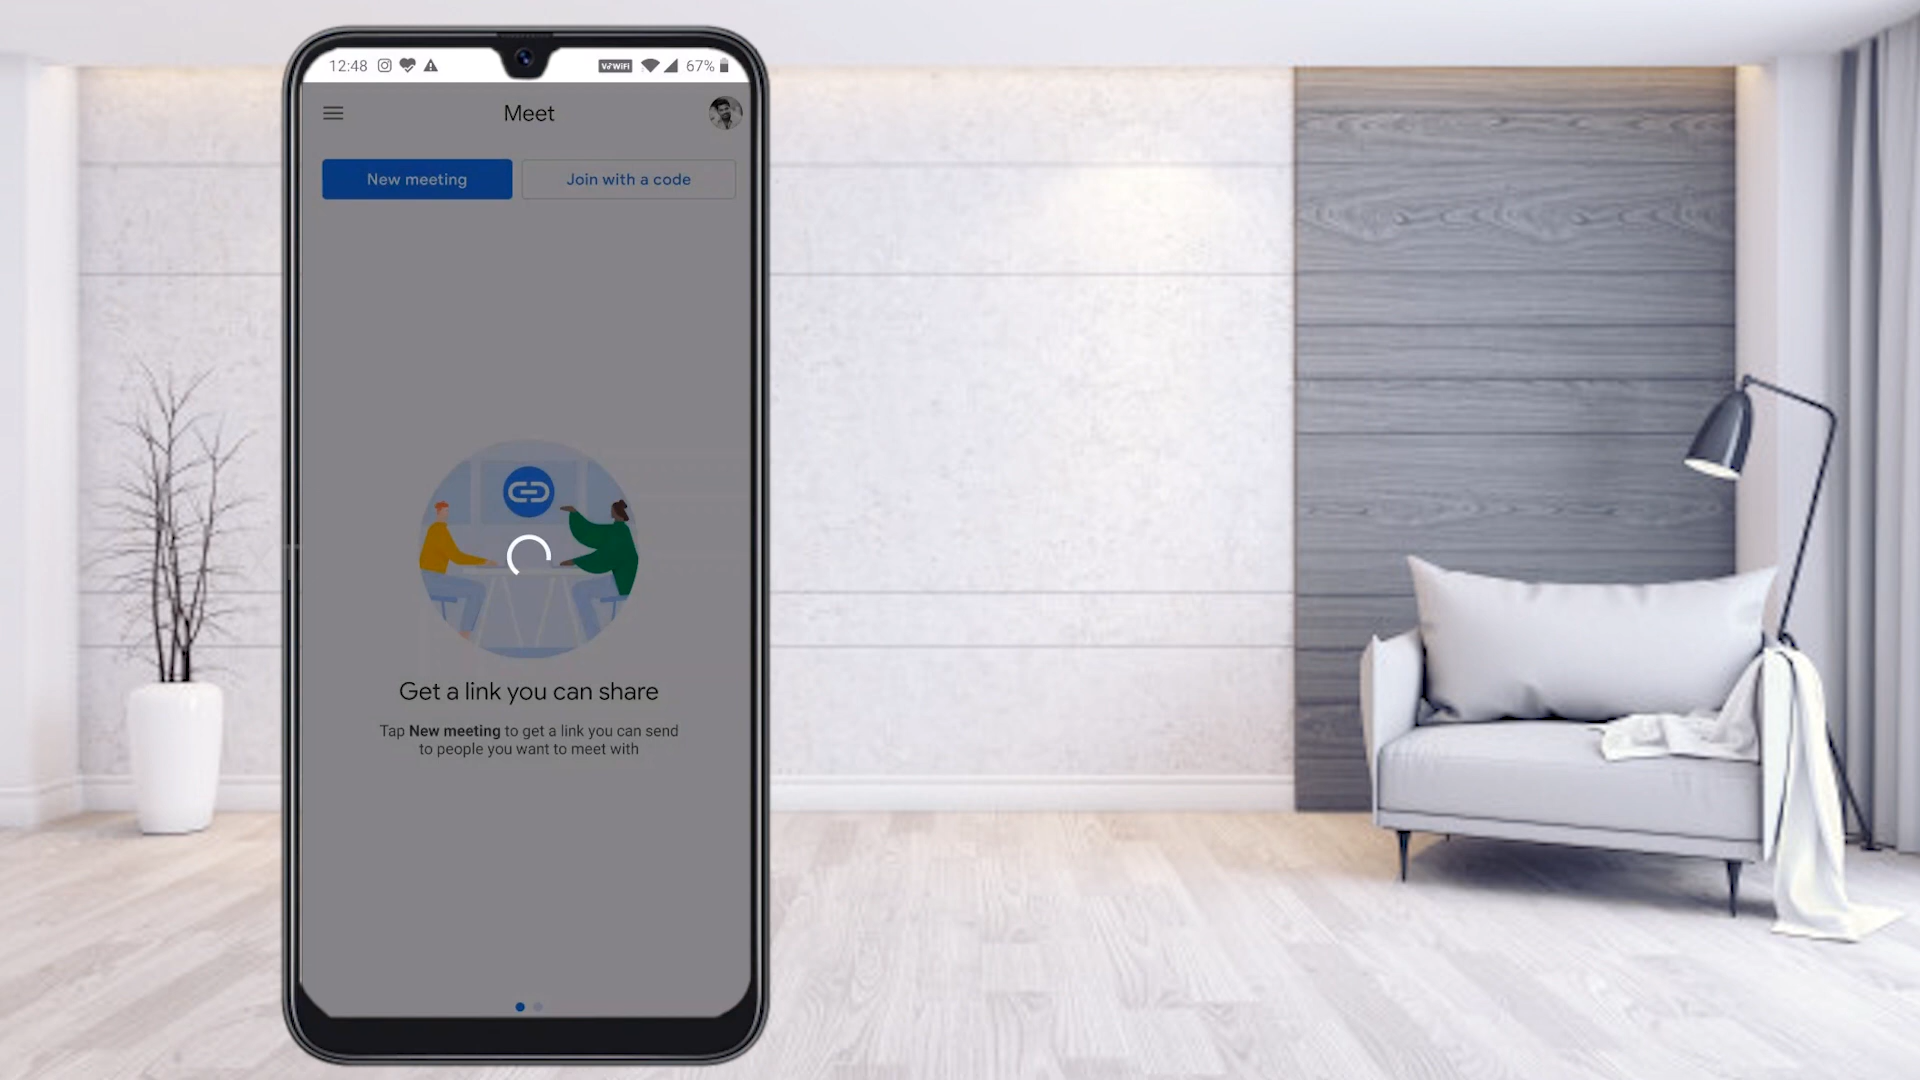 12:48 VoWiFi 67%
Meet
New meeting Join with a code
Get a link you can share
Tap New meeting to get a link you can send
to people you want to meet with